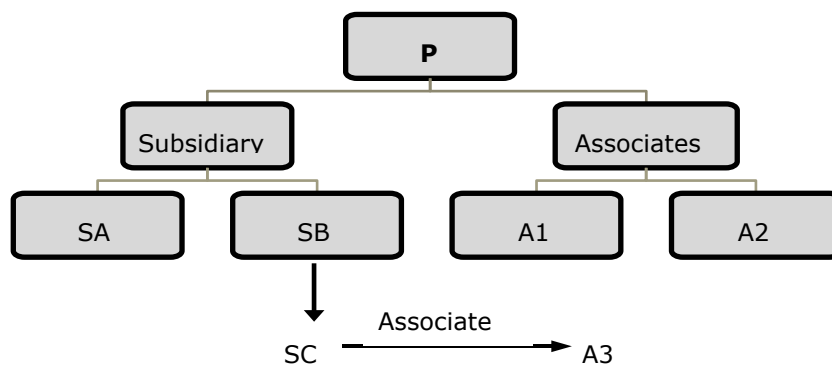 P
Subsidiary
Associates
SA
SB
A1
A2
Associate
SC
A3